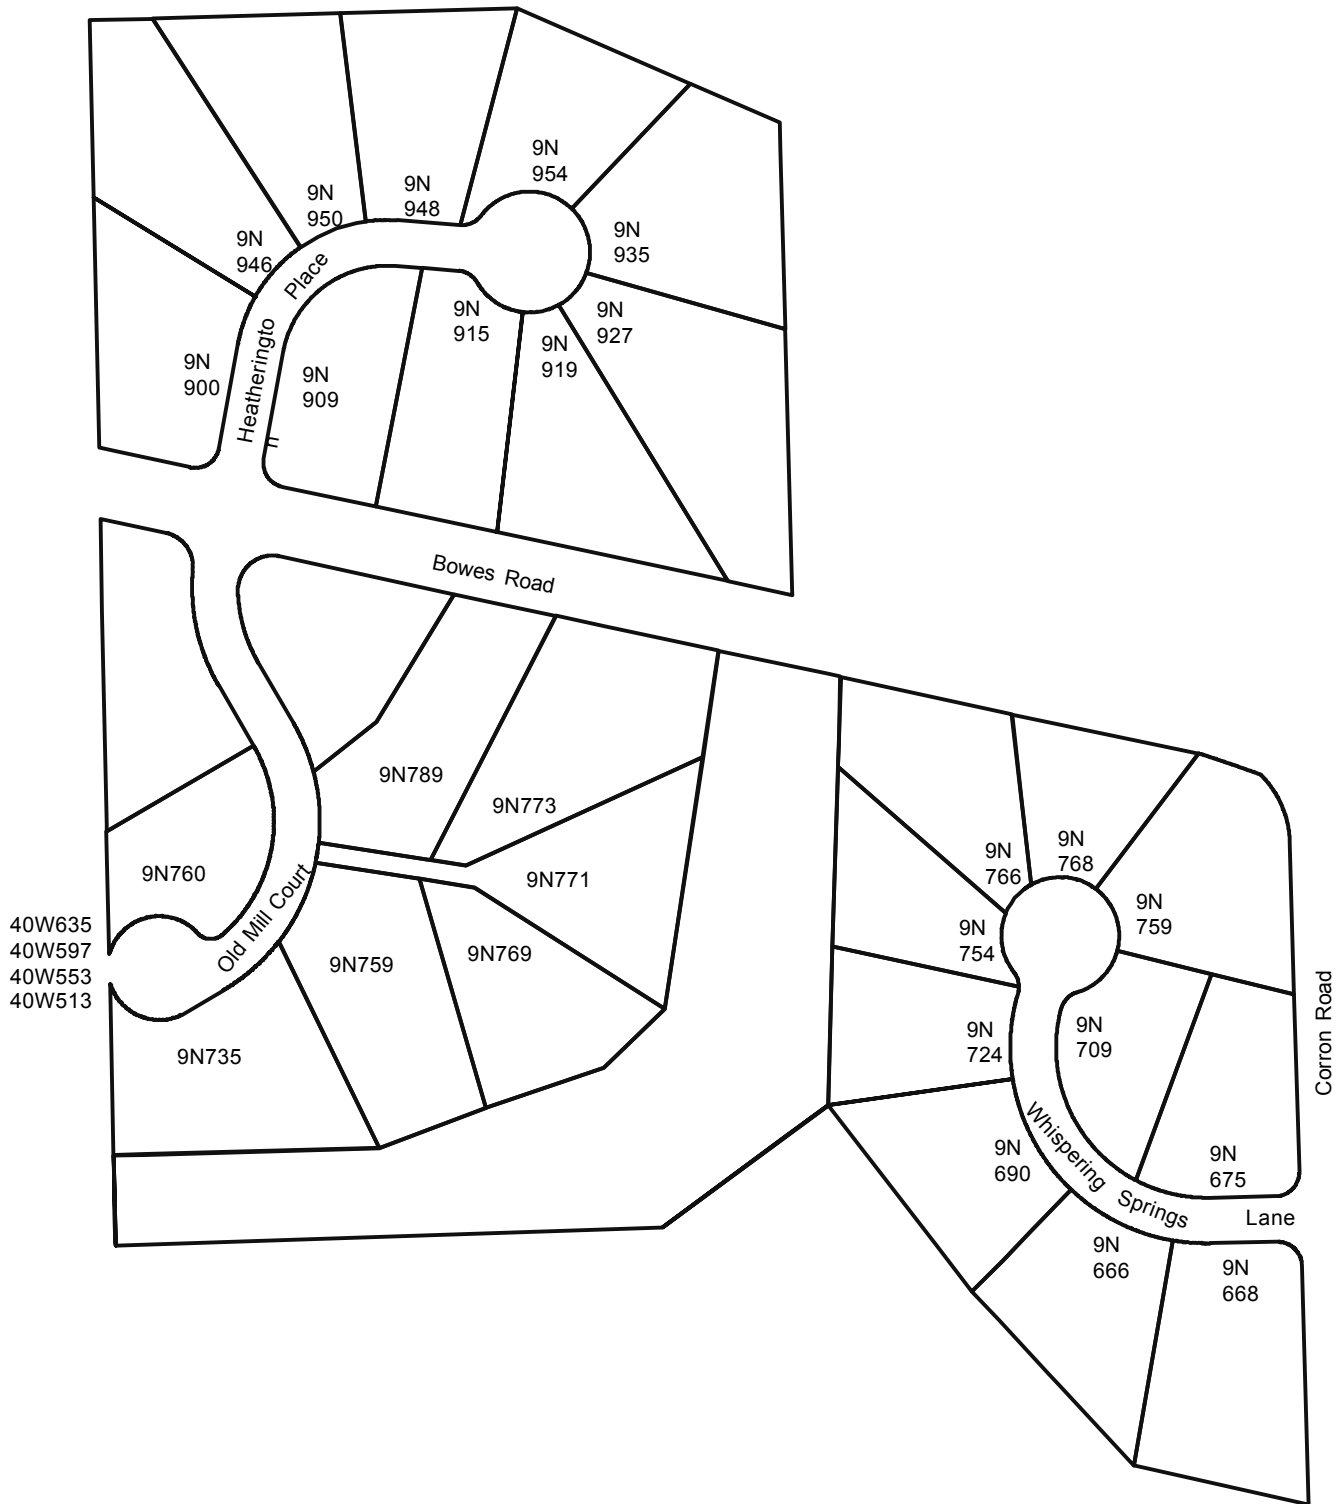 9N
954
9N
948
9N
950
9N
935
9N
946
Place
9N
915
9N
927
9N
919
9N
900
9N
909
Heatheringto
n
Bowes Road
9N789
9N773
9N760
9N771
9N
768
9N
766
9N
759
9N
754
Old Mill Court
40W635
40W597
40W553
40W513
9N759
9N769
9N735
9N
724
9N
709
Corron Road
9N
690
9N
675
Whispering Springs Lane
9N
666
9N
668